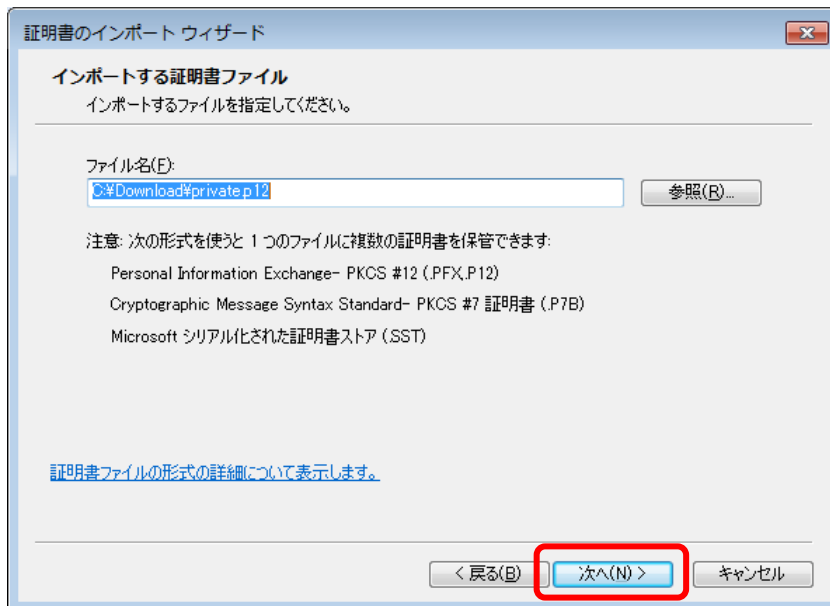 証明書のインポート ウィザード
インポートする証明書ファイル
インポートするファイルを指定してください。
ファイル名(F):
C:¥Download¥private.p12
参照(R)...
注意: 次の形式を使うと 1 つのファイルに複数の証明書を保管できます:
Personal Information Exchange- PKCS #12 (.PFX,.P12)
Cryptographic Message Syntax Standard- PKCS #7 証明書 (.P7B)
Microsoft シリアル化された証明書ストア (.SST)
証明書ファイルの形式の詳細について表示します。
< 戻る(B)
次へ(N) >
キャンセル